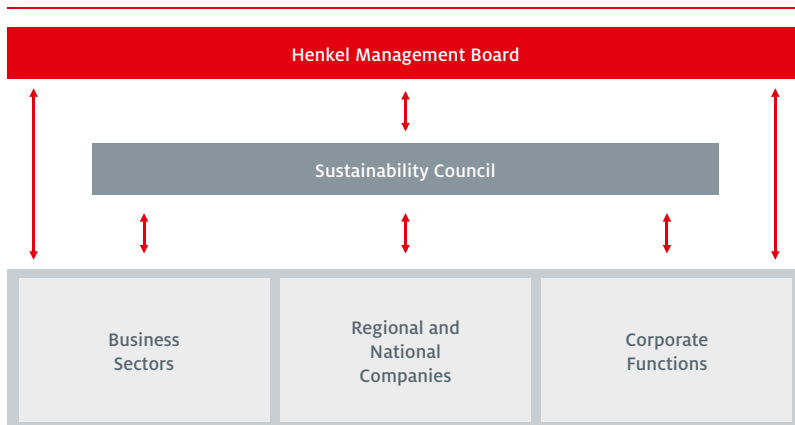 Henkel Management Board
Sustainability Council
Business
Sectors
Regional and
National
Companies
Corporate
Functions